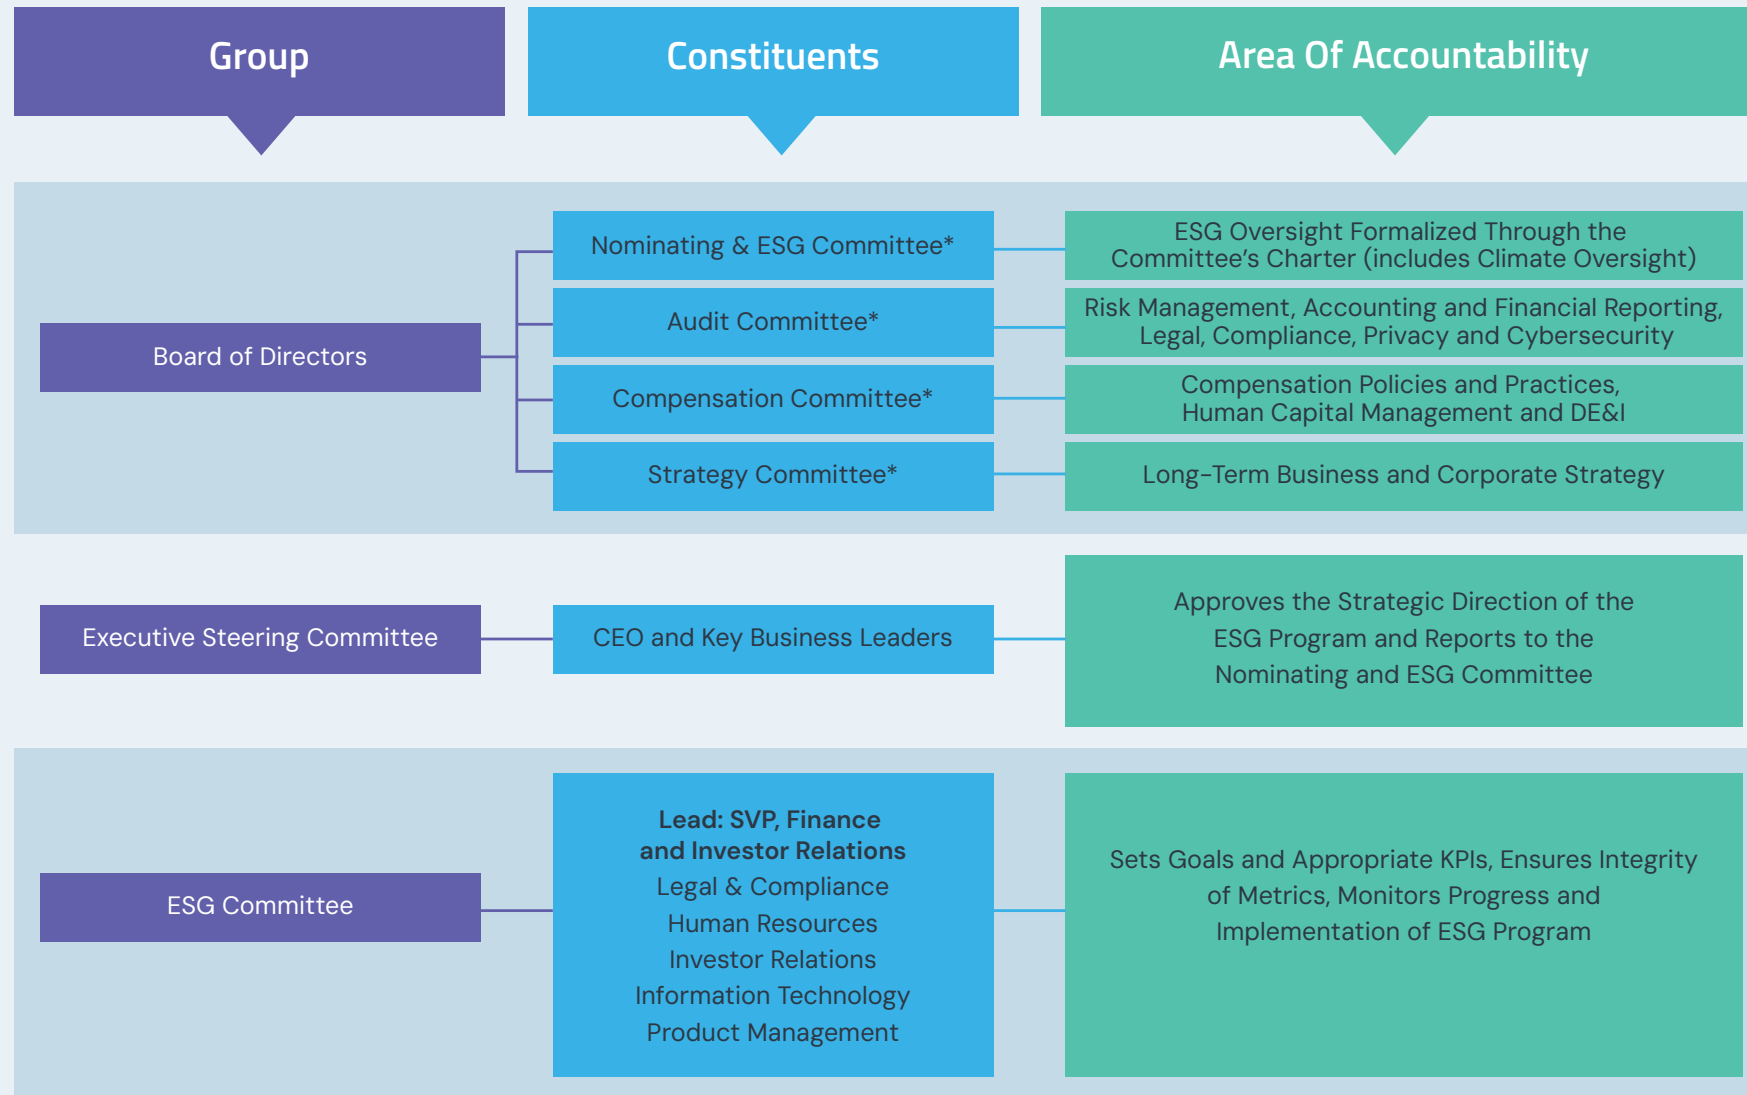 Group
Constituents
Area Of Accountability
Board of Directors
Nominating & ESG Committee*
ESG Oversight Formalized Through the
Committee's Charter (includes Climate Oversight)
Audit Committee*
Risk Management, Accounting and Financial Reporting,
Legal, Compliance, Privacy and Cybersecurity
Compensation Committee*
Compensation Policies and Practices,
Human Capital Management and DE&I
Strategy Committee*
Long-Term Business and Corporate Strategy
Executive Steering Committee
CEO and Key Business Leaders
Approves the Strategic Direction of the
ESG Program and Reports to the
Nominating and ESG Committee
ESG Committee
Lead: SVP, Finance
and Investor Relations
Legal & Compliance
Human Resources
Investor Relations
Information Technology
Product Management
Sets Goals and Appropriate KPIs, Ensures Integrity
of Metrics, Monitors Progress and
Implementation of ESG Program